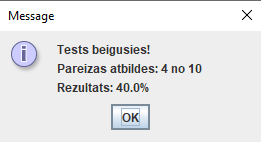 Message
Tests beigusies!
Pareizas atbildes: 4 no 10
Rezultats: 40.0%
OK